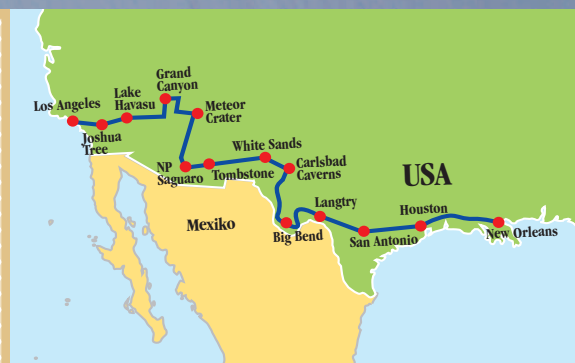 Grand
Canyon
Lake
Havasu
Los Angeles
Meteor
Crater
Joshua
Tree
White Sands
NP
Saguaro
Tombstone
Carlsbad
Caverns
USA
Langtry
Houston
Mexiko
Big Bend
San Antonio
New Orleans